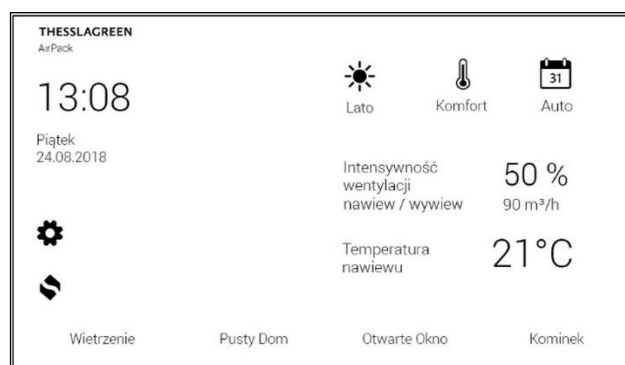 THESSLAGREEN
AirPack
13:08
Piątek
24.08.2018
31
Lato
Komfort
Auto
Intensywność
wentylacji
nawiew / wywiew
50 %
90 m³/h
Temperatura
nawiewu
21°C
Wietrzenie
Pusty Dom
Otwarte Okno
Kominek